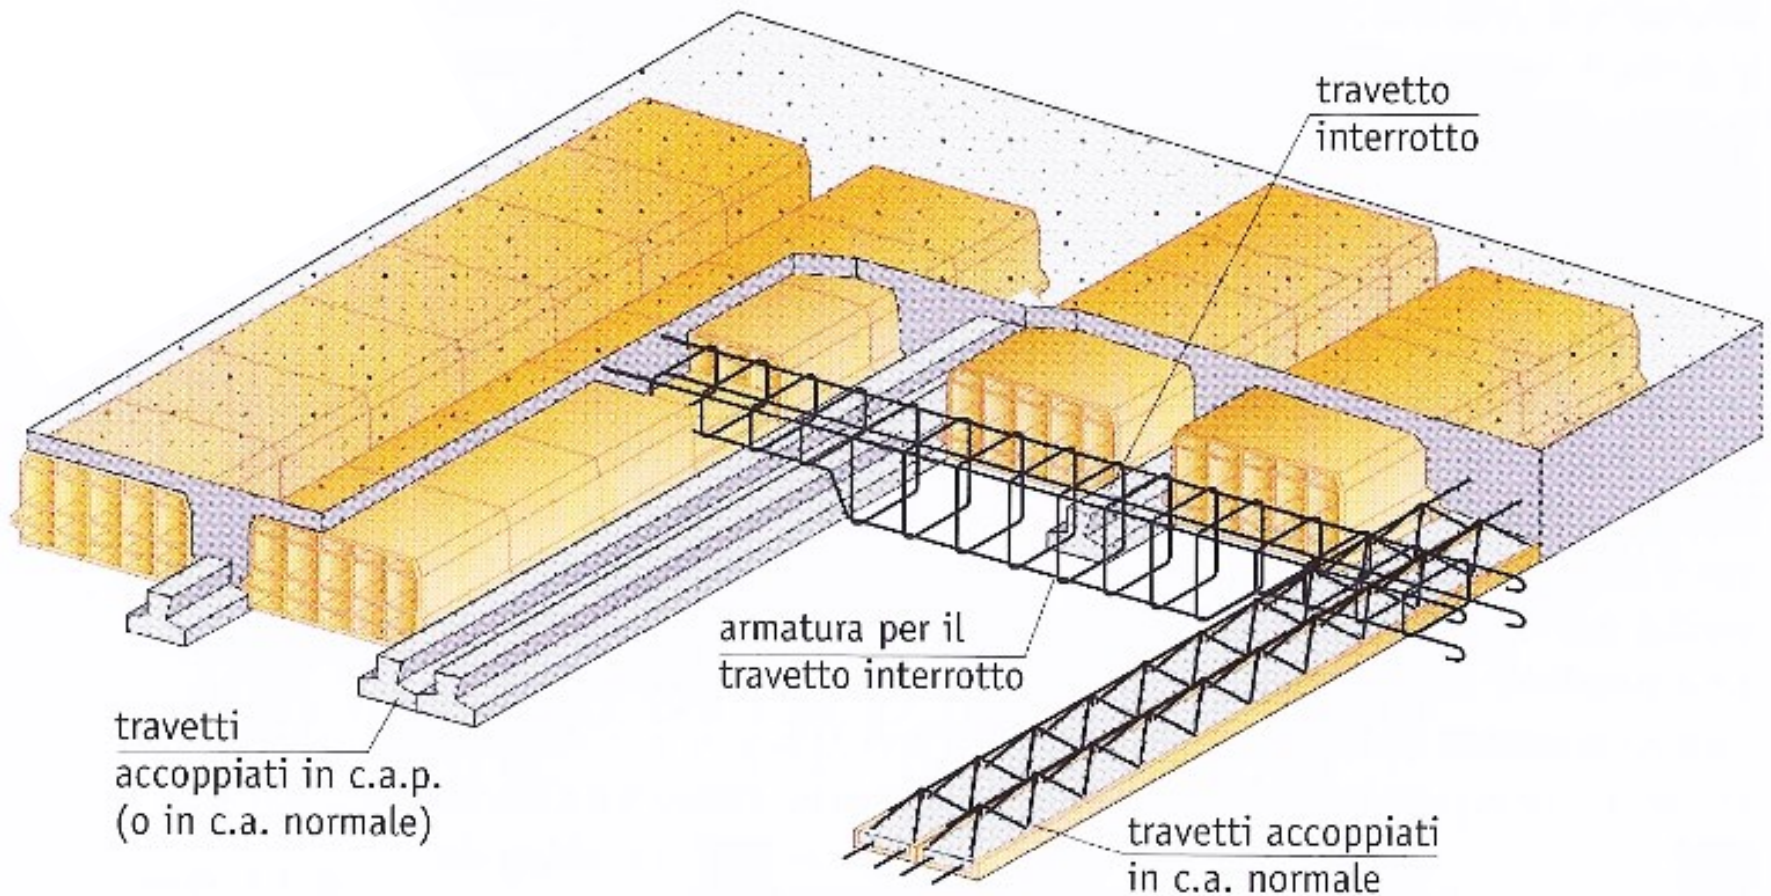 travetto
interrotto
armatura per il
travetto interrotto
travetti
accoppiati in c.a.p.
(o in c.a. normale)
travetti accoppiati
in c.a. normale